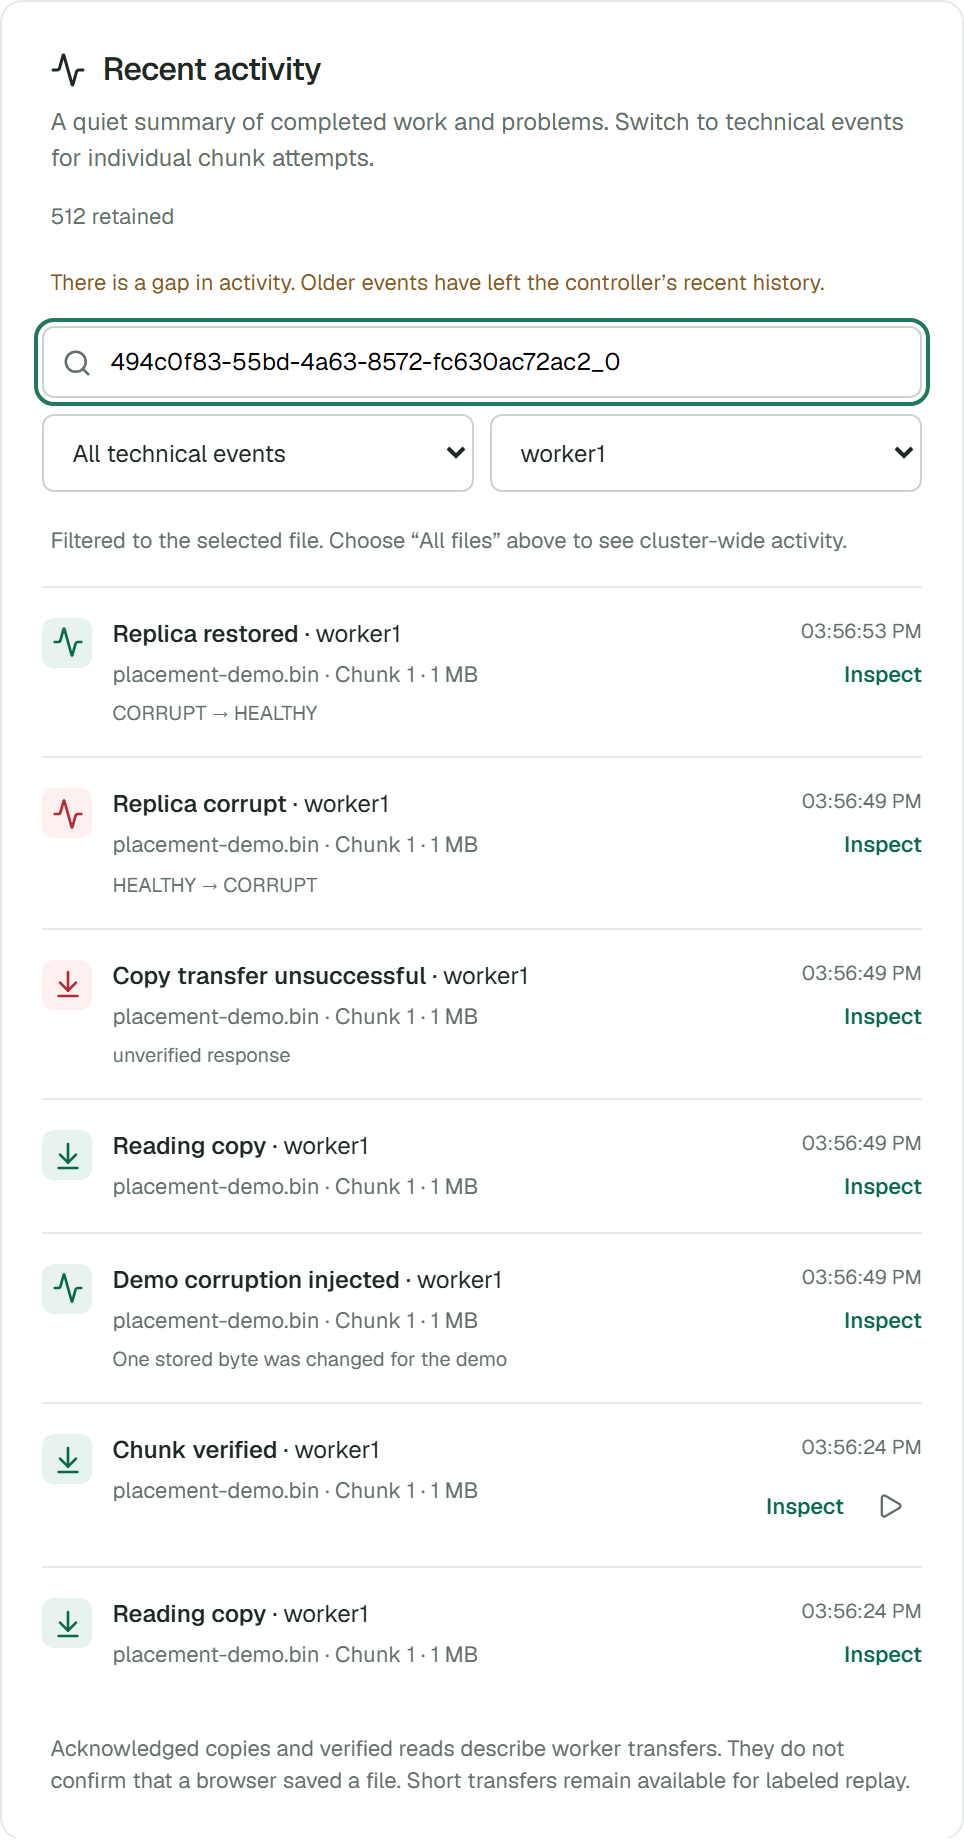 Recent activity
A quiet summary of completed work and problems. Switch to technical events
for individual chunk attempts.
512 retained
There is a gap in activity. Older events have left the controller’s recent history.
494c0f83-55bd-4a63-8572-fc630ac72ac2_0
All technical events
worker1
Filtered to the selected file. Choose “All files” above to see cluster-wide activity.
Replica restored · worker1
03:56:53 PM
placement-demo.bin · Chunk 1 · 1 MB
Inspect
CORRUPT → HEALTHY
Replica corrupt · worker1
03:56:49 PM
placement-demo.bin · Chunk 1 · 1 MB
Inspect
HEALTHY → CORRUPT
Copy transfer unsuccessful · worker1
03:56:49 PM
placement-demo.bin · Chunk 1 · 1 MB
Inspect
unverified response
Reading copy · worker1
03:56:49 PM
placement-demo.bin · Chunk 1 · 1 MB
Inspect
Demo corruption injected · worker1
03:56:49 PM
placement-demo.bin · Chunk 1 · 1 MB
Inspect
One stored byte was changed for the demo
Chunk verified · worker1
03:56:24 PM
placement-demo.bin · Chunk 1 · 1 MB
Inspect
Reading copy · worker1
03:56:24 PM
placement-demo.bin · Chunk 1 · 1 MB
Inspect
Acknowledged copies and verified reads describe worker transfers. They do not
confirm that a browser saved a file. Short transfers remain available for labeled replay.